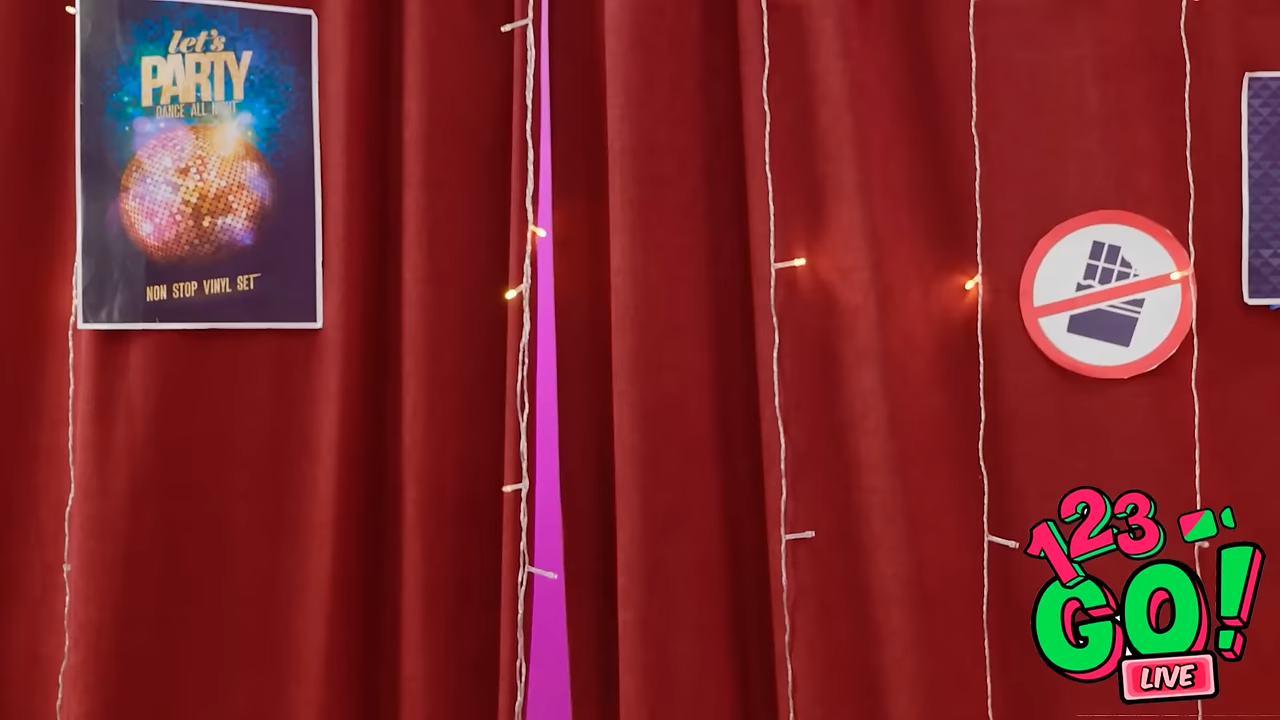 let's
PARTY
DANCE ALL NIGHT
NON STOP VINYL SET
123
GO!
LIVE